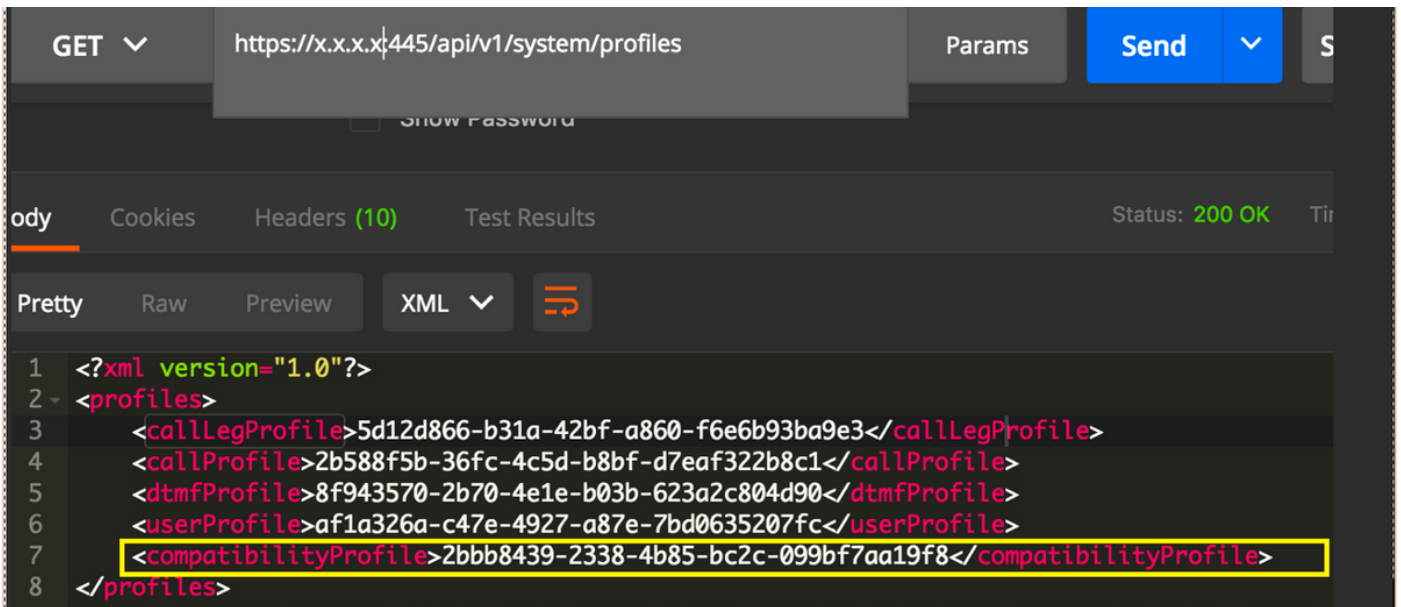 GET https://x.x.x.x:445/api/v1/system/profiles Params Send S
Show Password
ody Cookies Headers (10) Test Results Status: 200 OK Tir
Pretty Raw Preview XML
1 <?xml version="1.0"?>
2 <profiles>
3 <callLegProfile>5d12d866-b31a-42bf-a860-f6e6b93ba9e3</callLegProfile>
4 <callProfile>2b588f5b-36fc-4c5d-b8bf-d7eaf322b8c1</callProfile>
5 <dtmfProfile>8f943570-2b70-4e1e-b03b-623a2c804d90</dtmfProfile>
6 <userProfile>af1a326a-c47e-4927-a87e-7bd0635207fc</userProfile>
7 <compatibilityProfile>2bbb8439-2338-4b85-bc2c-099bf7aa19f8</compatibilityProfile>
8 </profiles>